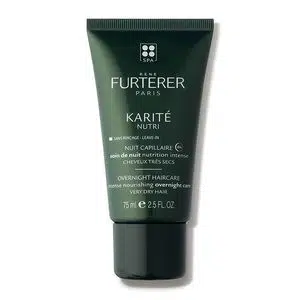 SPA
RENE
FURTERER
PARIS
KARITÉ
NUTRI
SANS RINÇAGE - LEAVE-IN
NUIT CAPILLAIRE
soin de nuit nutrition intense
CHEVEUX TRÈS SECS
OVERNIGHT HAIRCARE
intense nourishing overnight care
VERY DRY HAIR
75 ml e 2.5 FL. OZ.